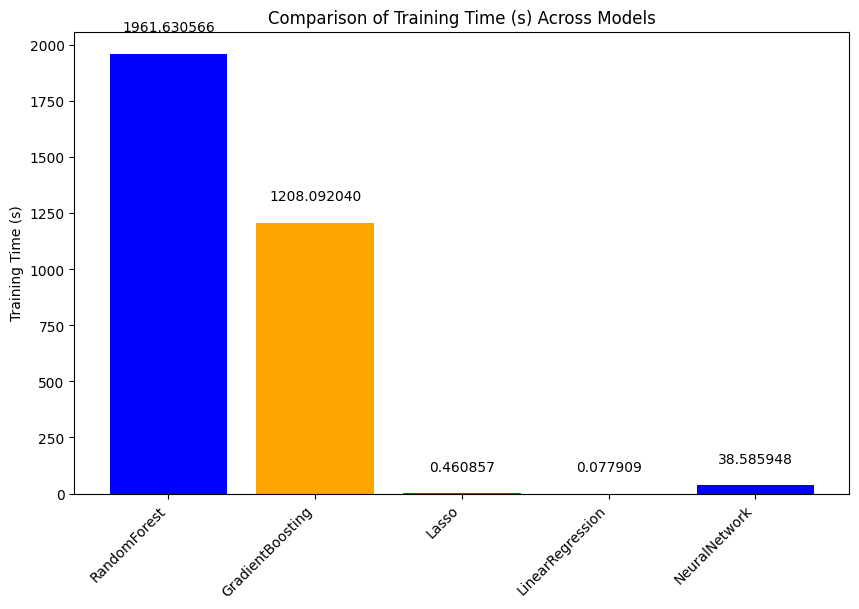 Comparison of Training Time (s) Across Models
1961.630566
2000
1750
1500
1250
1208.092040
1000
750
500
250
0
0.460857
0.077909
38.585948
Training Time (s)
RandomForest
GradientBoosting
Lasso
LinearRegression
NeuralNetwork